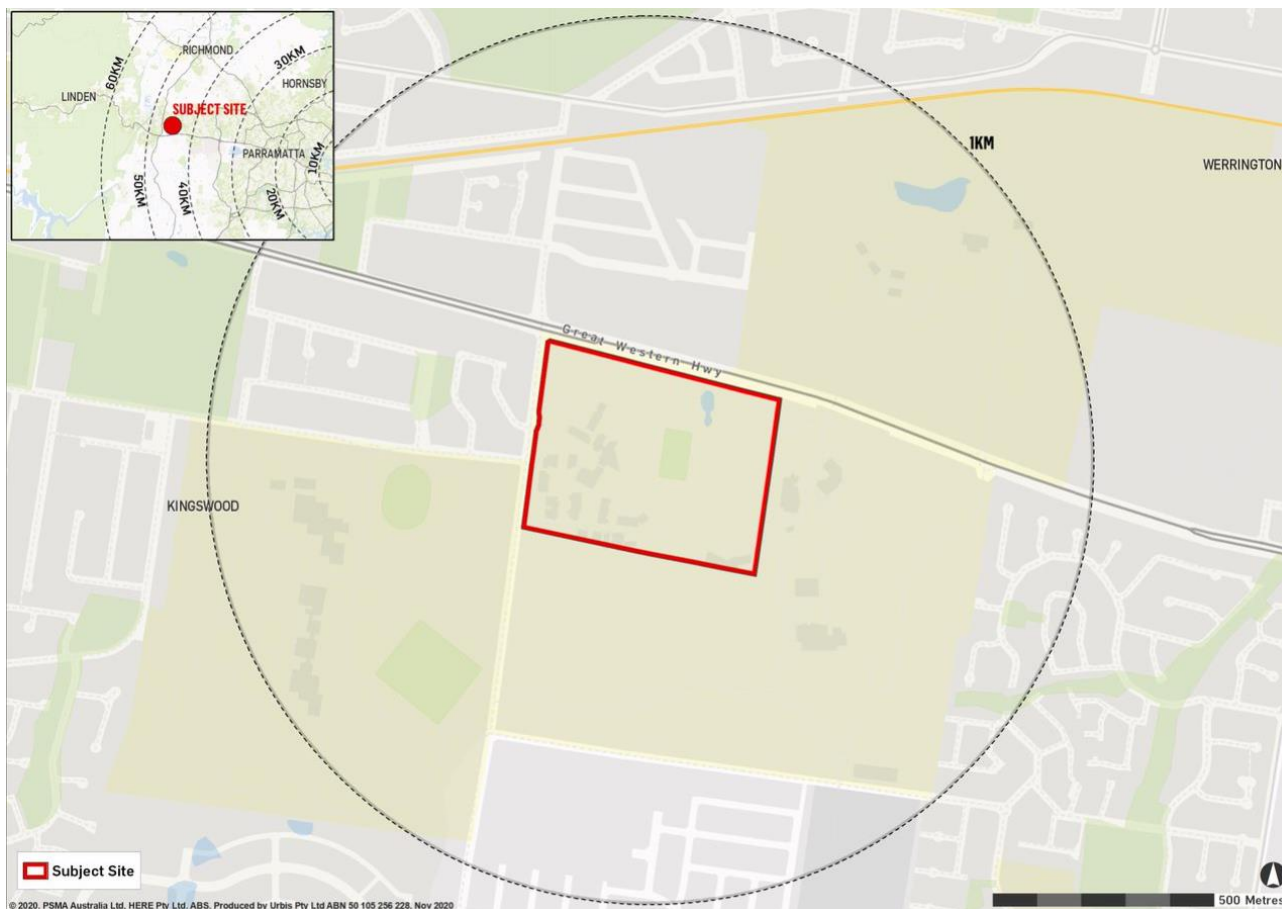 RICHMOND
30KM
60KM
HORNSBY
LINDEN
SUBJECT SITE
PARRAMATTA
10KM
50KM
40KM
20KM
1KM
WERRINGTON
Great Western Hwy
KINGSWOOD
Subject Site
500 Metres
© 2020. PSMA Australia Ltd, HERE Pty Ltd. ABS. Produced by Urbis Pty Ltd ABN 50 105 256 228, Nov 2020